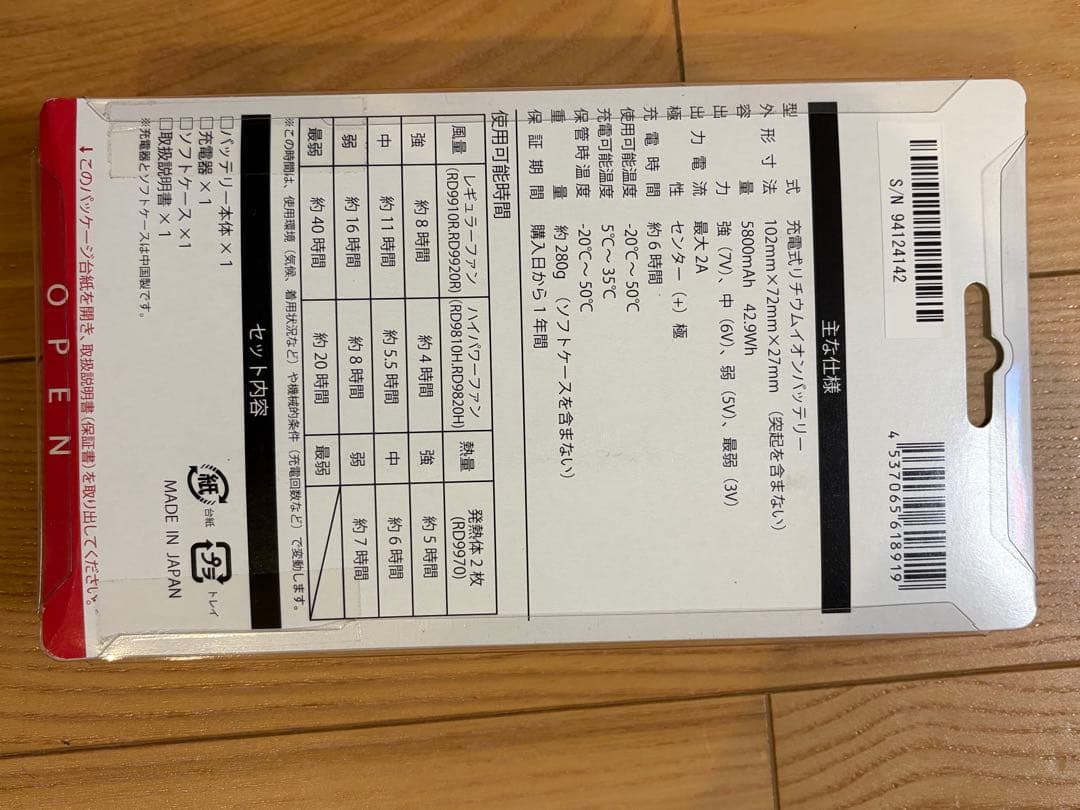 S/N 94124142
4 537065 618919
主な仕様
型式 充電式リチウムイオンバッテリー
外形寸法 102mm×72mm×27mm (突起を含まない)
容量 5800mAh 42.9Wh
出力 強(7V)、中(6V)、弱(5V)、最弱(3V)
出力電流 最大2A
極性 センター(+)極
充電時間 約6時間
使用可能温度 -20℃~50℃
充電可能温度 5℃~35℃
保管時温度 -20℃~50℃
重量 約280g (ソフトケースを含まない)
保証期間 購入日から1年間
使用可能時間
風量 レギュラーファン(RD9910R.RD9920R) ハイパワーファン(RD9810H.RD9820H) 熱量 発熱体2枚(RD9970)
強 約8時間 約4時間 強 約5時間
中 約11時間 約5.5時間 中 約6時間
弱 約16時間 約8時間 弱 約7時間
最弱 約40時間 約20時間 最弱
※この時間は、使用環境(気候、着用状況など)や機械的条件(充電回数など)で変動します。
セット内容
□バッテリー本体×1
□充電器×1
□ソフトケース×1
□取扱説明書×1
※充電器とソフトケースは中国製です。
紙 台紙
プラ トレイ
MADE IN JAPAN
↓このパッケージ台紙を開き、取扱説明書(保証書)を取り出してください。
OPEN